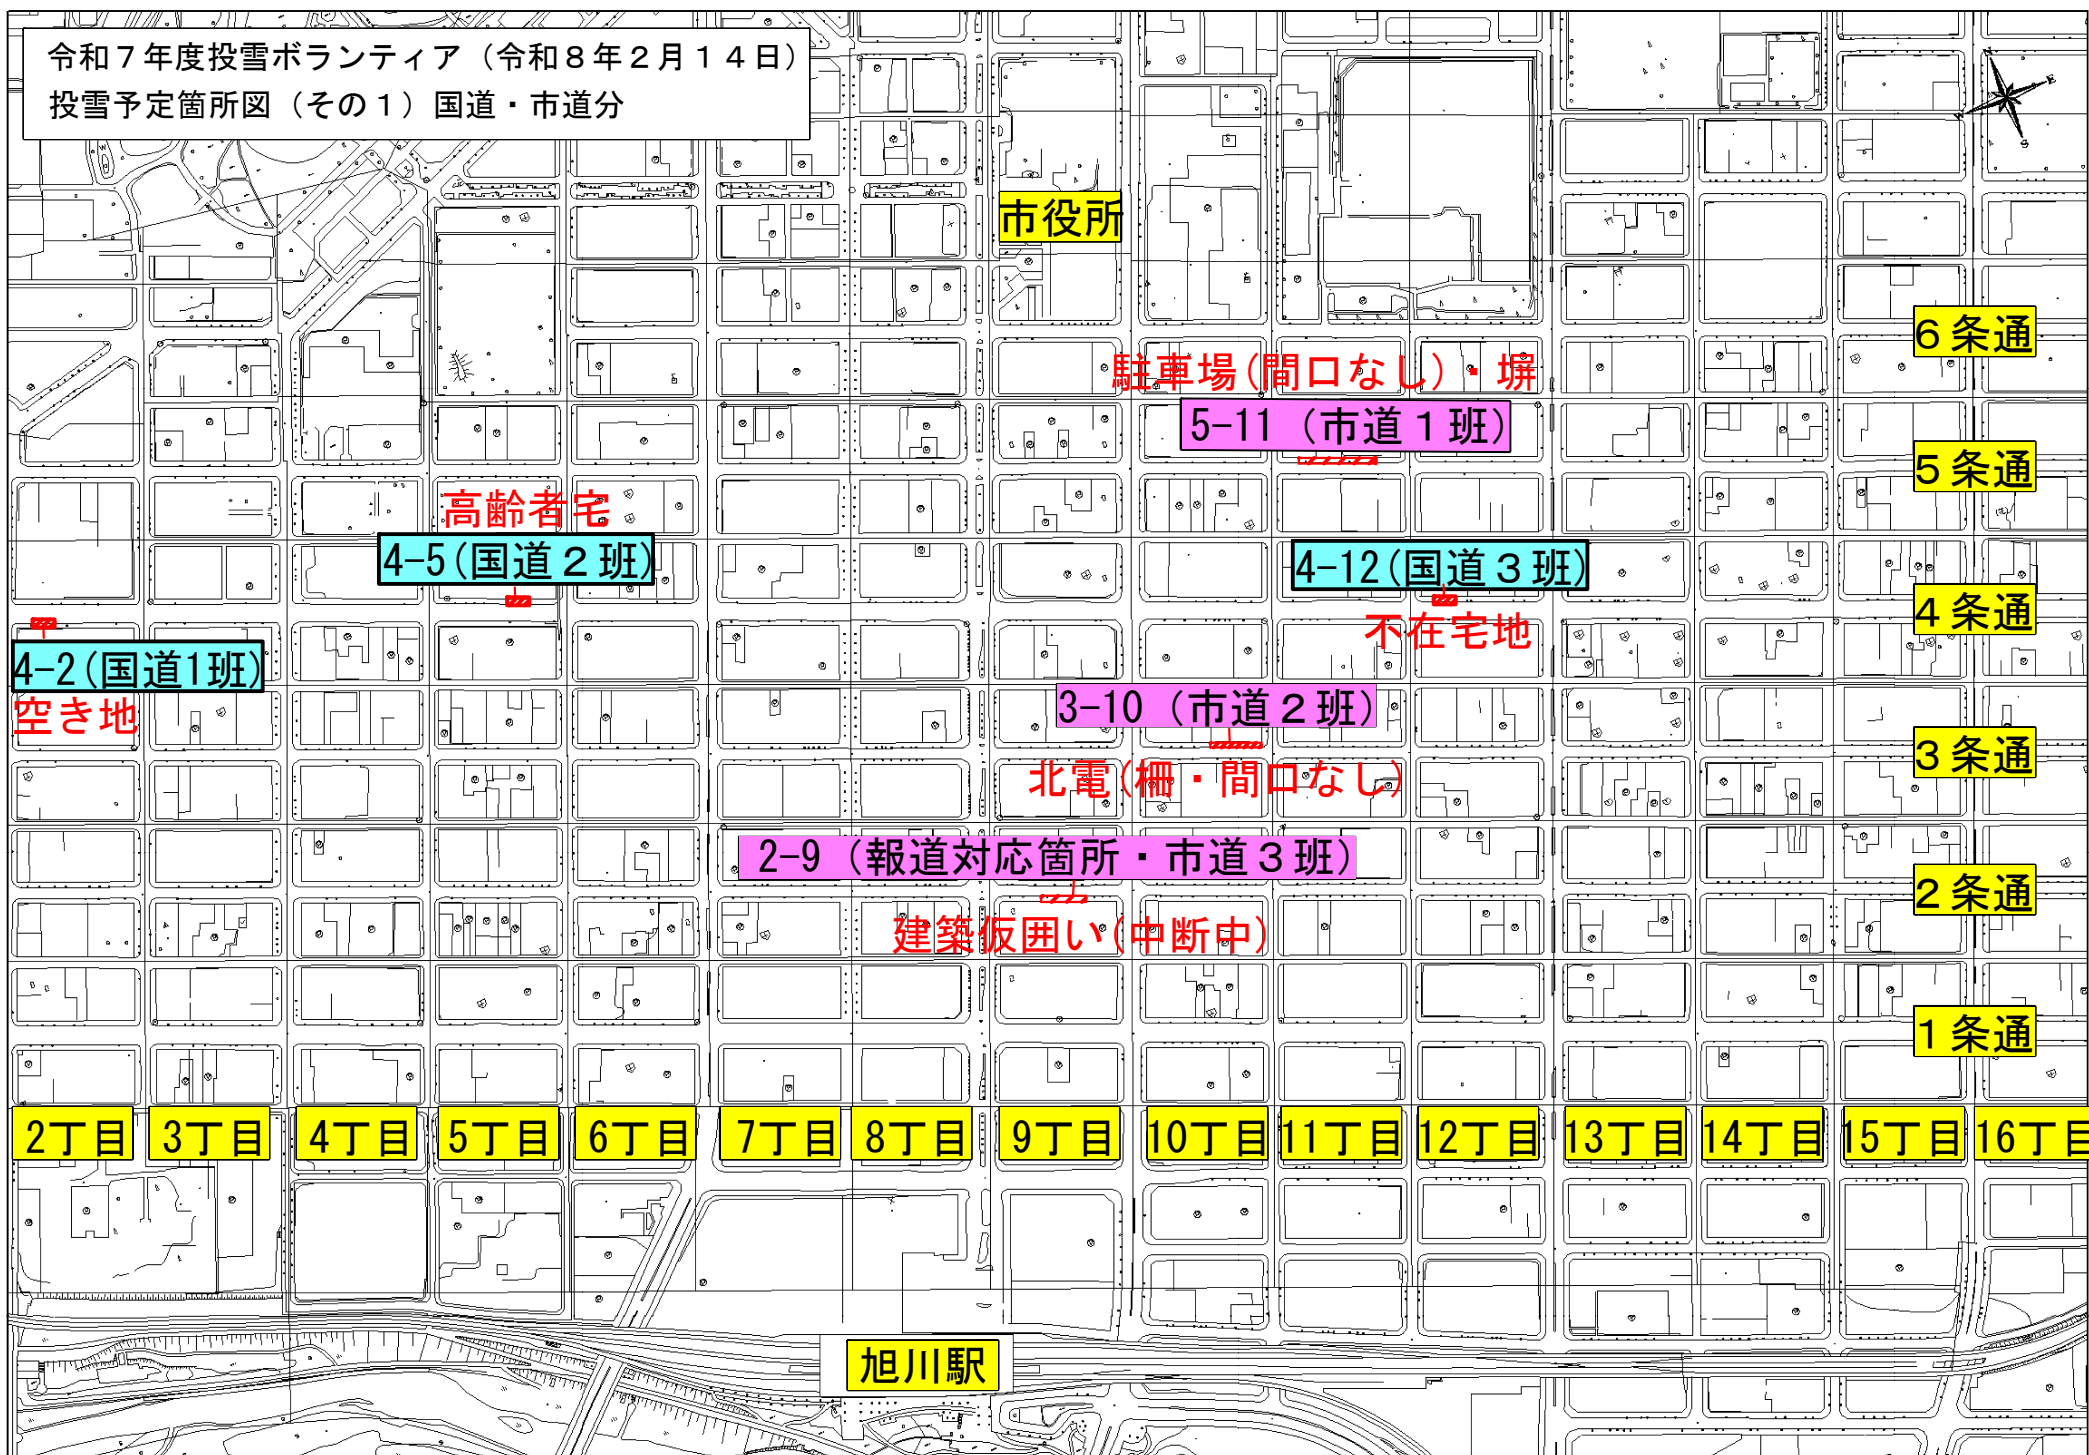 令和７年度投雪ボランティア（令和８年２月１４日）
投雪予定箇所図（その１）国道・市道分
市役所
６条通
駐車場(間口なし)・塀
5-11（市道１班）
５条通
高齢者宅
4-5(国道２班)
4-12(国道３班)
４条通
不在宅地
4-2(国道1班)
空き地
3-10（市道２班）
３条通
北電(柵・間口なし)
2-9（報道対応箇所・市道３班）
２条通
建築仮囲い(中断中)
１条通
2丁目 3丁目 4丁目 5丁目 6丁目 7丁目 8丁目 9丁目 10丁目 11丁目 12丁目 13丁目 14丁目 15丁目 16丁目
旭川駅